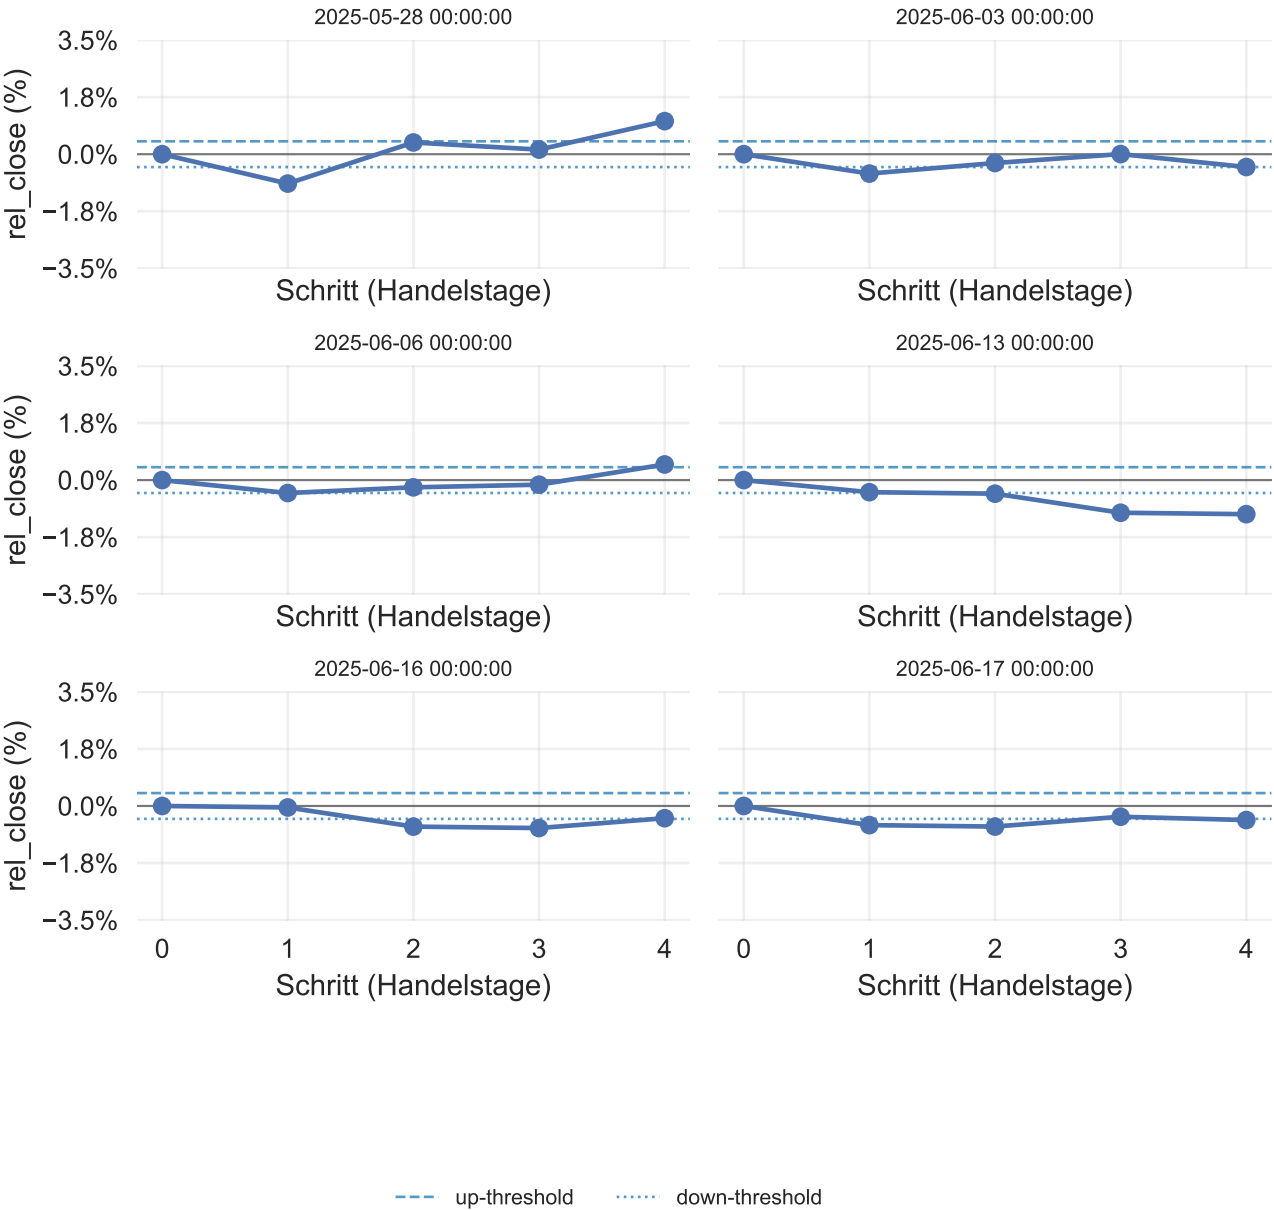 2025-05-28 00:00:00
2025-06-03 00:00:00
rel_close (%)
3.5%
1.8%
0.0%
−1.8%
−3.5%
Schritt (Handelstage)
Schritt (Handelstage)
2025-06-06 00:00:00
2025-06-13 00:00:00
rel_close (%)
3.5%
1.8%
0.0%
−1.8%
−3.5%
Schritt (Handelstage)
Schritt (Handelstage)
2025-06-16 00:00:00
2025-06-17 00:00:00
rel_close (%)
3.5%
1.8%
0.0%
−1.8%
−3.5%
0 1 2 3 4
0 1 2 3 4
Schritt (Handelstage)
Schritt (Handelstage)
up-threshold
down-threshold